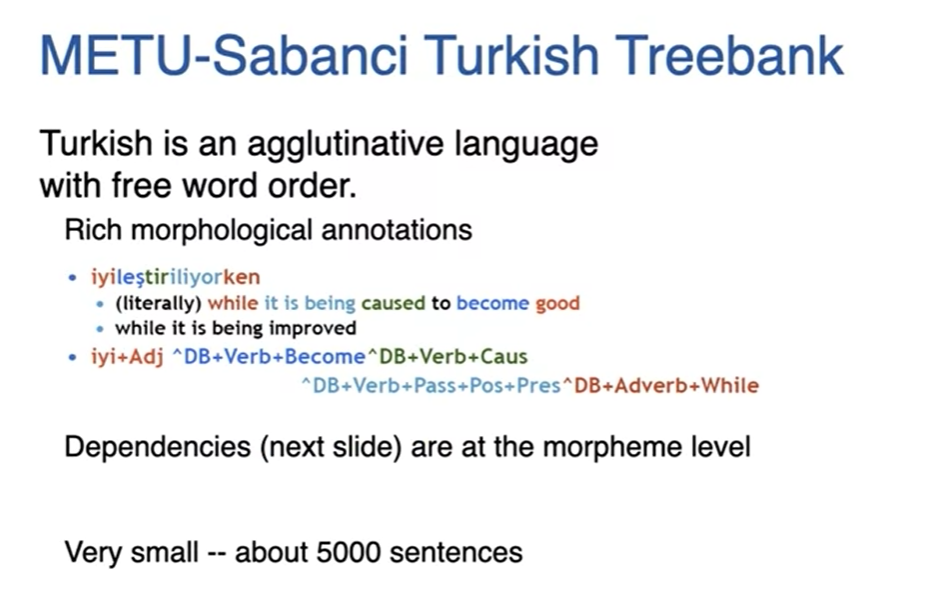 METU-Sabanci Turkish Treebank
Turkish is an agglutinative language
with free word order.
Rich morphological annotations
• iyileştiriliyorken
• (literally) while it is being caused to become good
• while it is being improved
• iyi+Adj ^DB+Verb+Become^DB+Verb+Caus
^DB+Verb+Pass+Pos+Pres^DB+Adverb+While
Dependencies (next slide) are at the morpheme level
Very small -- about 5000 sentences